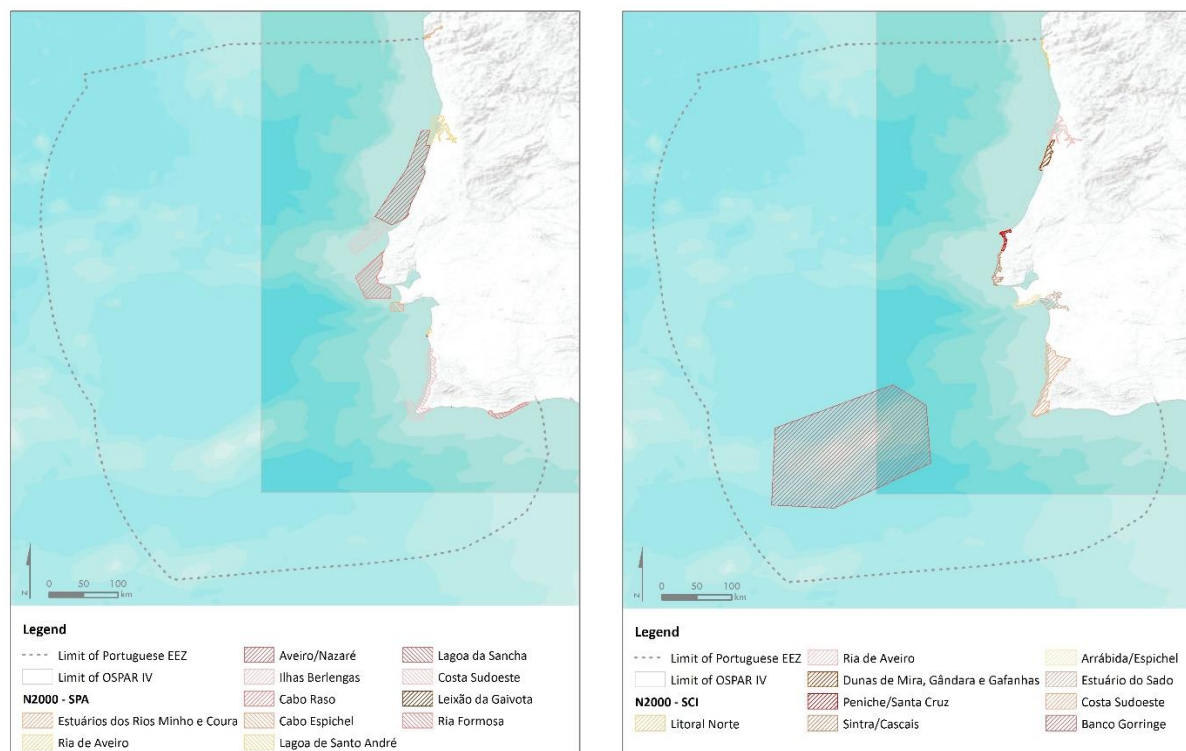 N
0 50 100
km
Legend
Limit of Portuguese EEZ
Limit of OSPAR IV
N2000 - SPA
Estuários dos Rios Minho e Coura
Ria de Aveiro
Aveiro/Nazaré
Ilhas Berlengas
Cabo Raso
Cabo Espichel
Lagoa de Santo André
Lagoa da Sancha
Costa Sudoeste
Leixão da Gaivota
Ria Formosa
N
0 50 100
km
Legend
Limit of Portuguese EEZ
Limit of OSPAR IV
N2000 - SCI
Litoral Norte
Ria de Aveiro
Dunas de Mira, Gândara e Gafanhas
Peniche/Santa Cruz
Sintra/Cascais
Arrábida/Espichel
Estuário do Sado
Costa Sudoeste
Banco Gorringe